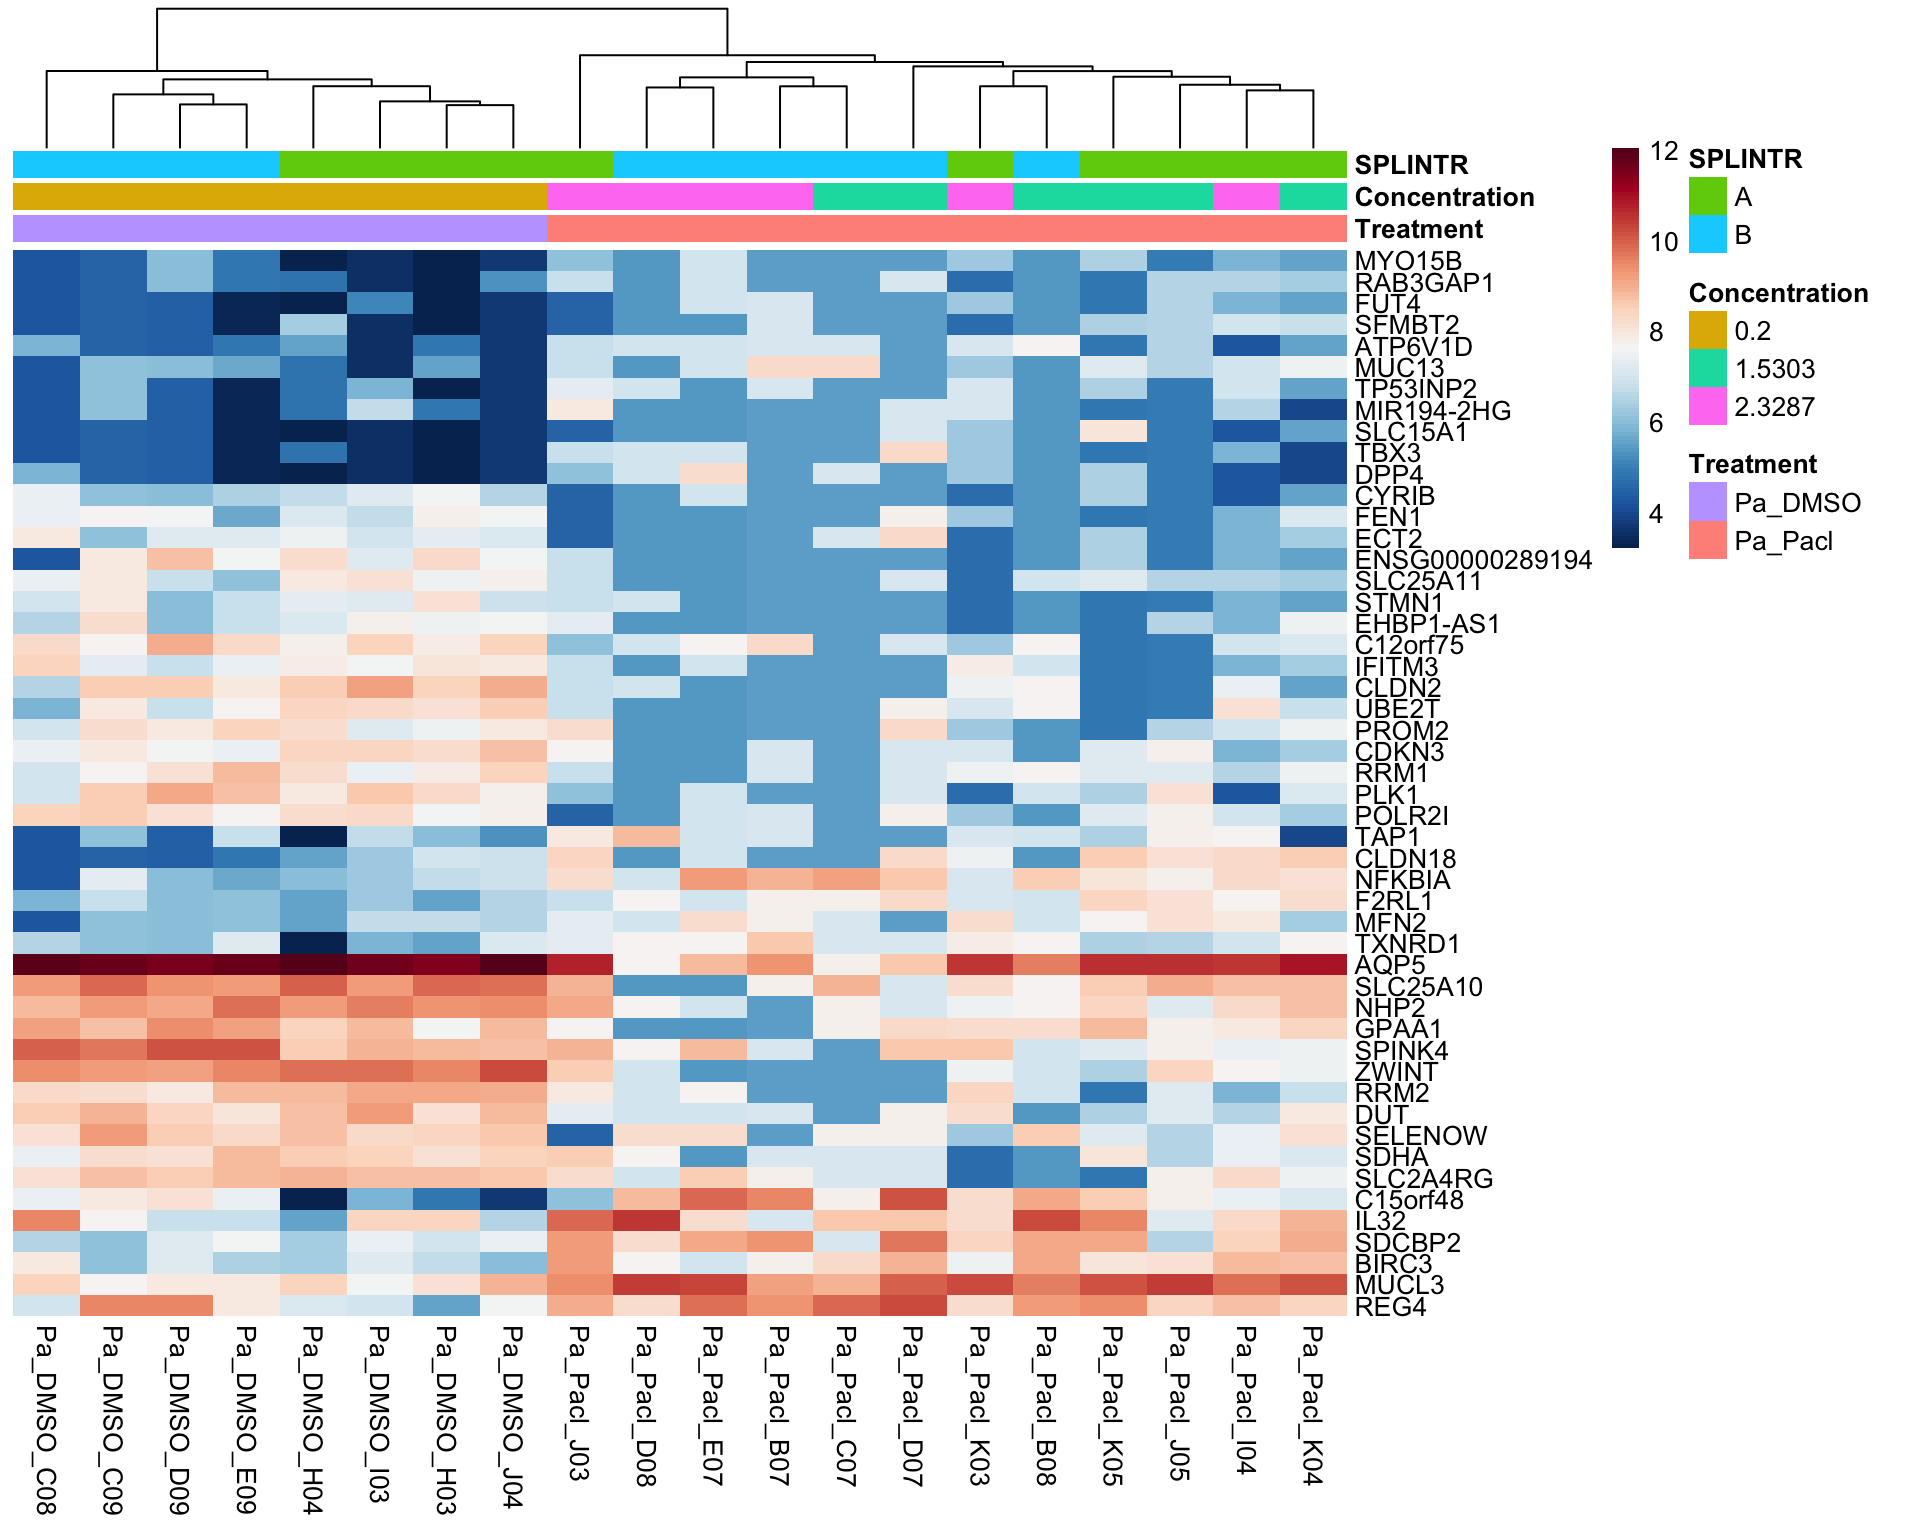 SPLINTR
Concentration
Treatment
MYO15B
RAB3GAP1
FUT4
SFMBT2
ATP6V1D
MUC13
TP53INP2
MIR194-2HG
SLC15A1
TBX3
DPP4
CYRIB
FEN1
ECT2
ENSG00000289194
SLC25A11
STMN1
EHBP1-AS1
C12orf75
IFITM3
CLDN2
UBE2T
PROM2
CDKN3
RRM1
PLK1
POLR2I
TAP1
CLDN18
NFKBIA
F2RL1
MFN2
TXNRD1
AQP5
SLC25A10
NHP2
GPAA1
SPINK4
ZWINT
RRM2
DUT
SELENOW
SDHA
SLC2A4RG
C15orf48
IL32
SDCBP2
BIRC3
MUCL3
REG4
Pa_DMSO_C08
Pa_DMSO_C09
Pa_DMSO_D09
Pa_DMSO_E09
Pa_DMSO_H04
Pa_DMSO_I03
Pa_DMSO_H03
Pa_DMSO_J04
Pa_Pacl_J03
Pa_Pacl_D08
Pa_Pacl_E07
Pa_Pacl_B07
Pa_Pacl_C07
Pa_Pacl_D07
Pa_Pacl_K03
Pa_Pacl_B08
Pa_Pacl_K05
Pa_Pacl_J05
Pa_Pacl_I04
Pa_Pacl_K04
12
10
8
6
4
SPLINTR
A
B
Concentration
0.2
1.5303
2.3287
Treatment
Pa_DMSO
Pa_Pacl